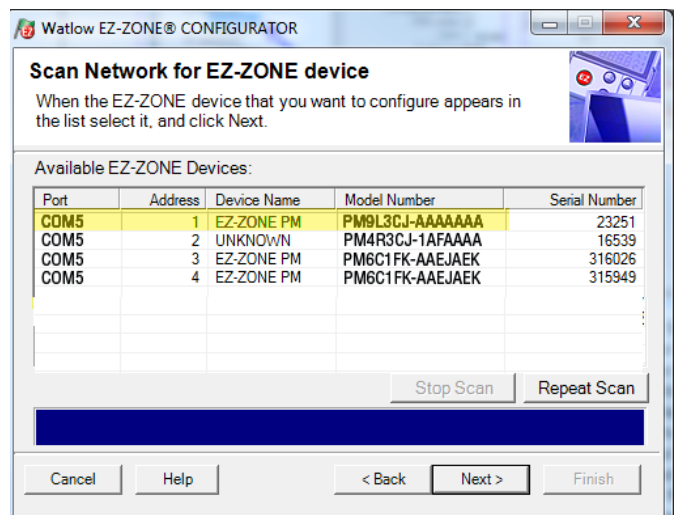 Watlow EZ-ZONE® CONFIGURATOR
Scan Network for EZ-ZONE device
When the EZ-ZONE device that you want to configure appears in
the list select it, and click Next.
Available EZ-ZONE Devices:
Port Address Device Name Model Number Serial Number
COM5 1 EZ-ZONE PM PM9L3CJ-AAAAAAA 23251
COM5 2 UNKNOWN PM4R3CJ-1AFAAAA 16539
COM5 3 EZ-ZONE PM PM6C1FK-AAEJAEK 316026
COM5 4 EZ-ZONE PM PM6C1FK-AAEJAEK 315949
Stop Scan Repeat Scan
Cancel Help < Back Next > Finish